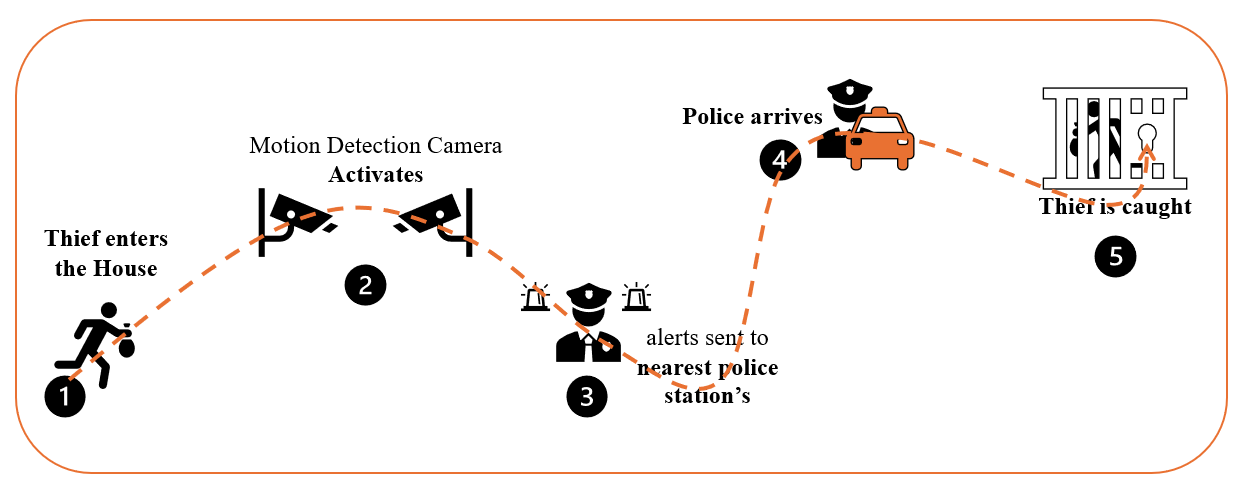 Thief enters
the House
1
Motion Detection Camera
Activates
2
3
alerts sent to
nearest police
station’s
Police arrives
4
Thief is caught
5